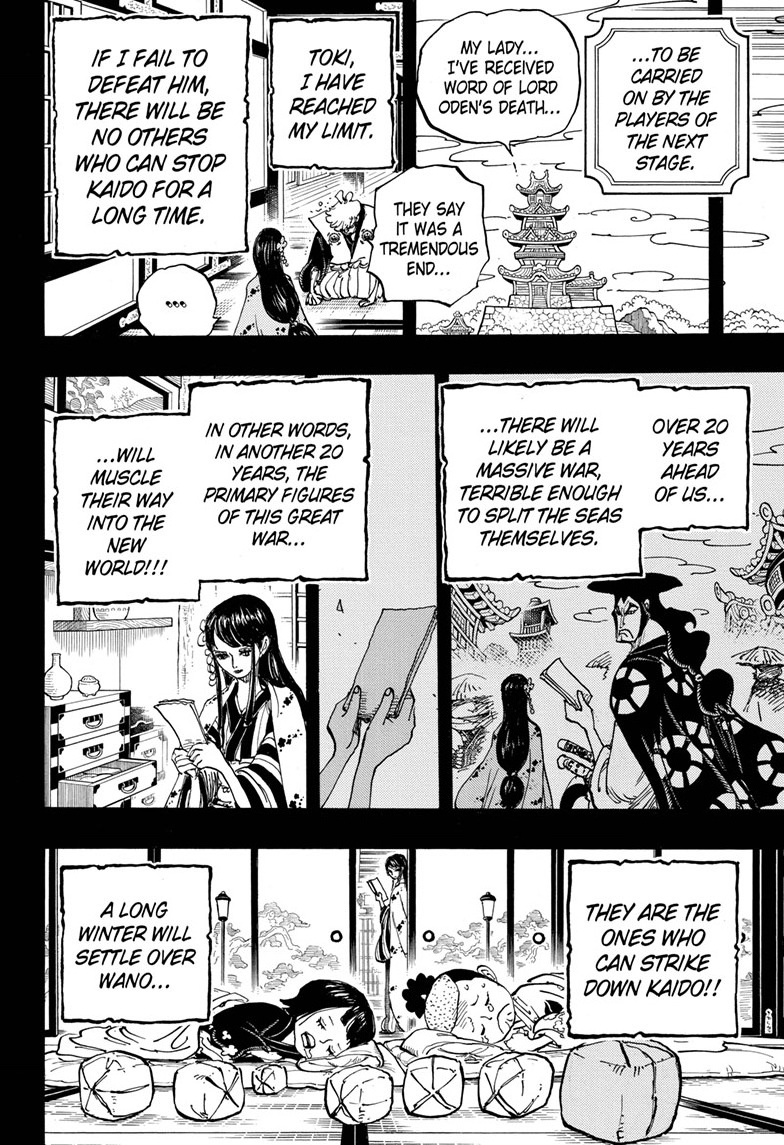 ...TO BE
CARRIED
ON BY THE
PLAYERS OF
THE NEXT
STAGE.
MY LADY...
I'VE RECEIVED
WORD OF LORD
ODEN'S DEATH...
THEY SAY
IT WAS A
TREMENDOUS
END...
TOKI,
I HAVE
REACHED
MY LIMIT.
IF I FAIL TO
DEFEAT HIM,
THERE WILL BE
NO OTHERS
WHO CAN STOP
KAIDO FOR A
LONG TIME.
...
OVER 20
YEARS
AHEAD
OF US...
...THERE WILL
LIKELY BE A
MASSIVE WAR,
TERRIBLE ENOUGH
TO SPLIT THE SEAS
THEMSELVES.
IN OTHER WORDS,
IN ANOTHER 20
YEARS, THE
PRIMARY FIGURES
OF THIS GREAT
WAR...
...WILL
MUSCLE
THEIR WAY
INTO THE
NEW
WORLD!!!
THEY ARE THE
ONES WHO
CAN STRIKE
DOWN KAIDO!!
A LONG
WINTER WILL
SETTLE OVER
WANO...